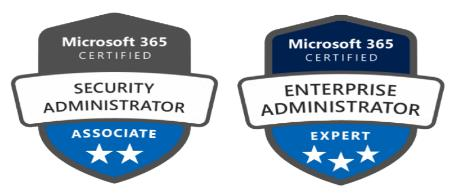 Microsoft 365
CERTIFIED
SECURITY
ADMINISTRATOR
ASSOCIATE
Microsoft 365
CERTIFIED
ENTERPRISE
ADMINISTRATOR
EXPERT